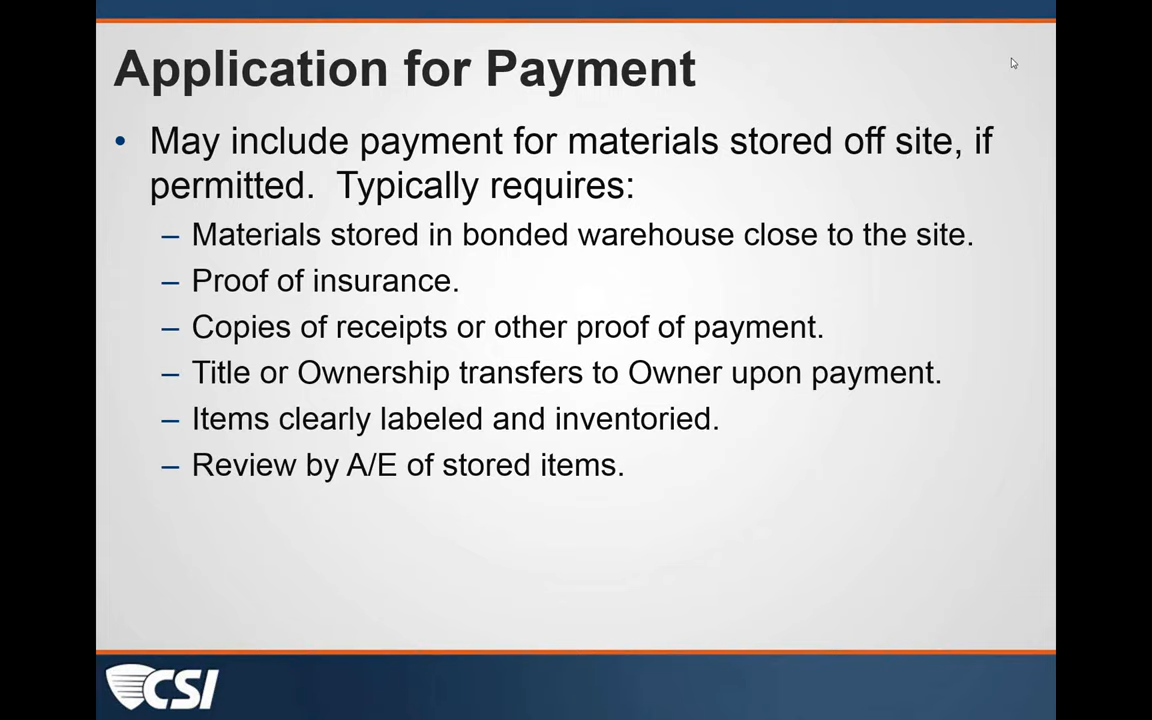 Application for Payment
• May include payment for materials stored off site, if
permitted.  Typically requires:
– Materials stored in bonded warehouse close to the site.
– Proof of insurance.
– Copies of receipts or other proof of payment.
– Title or Ownership transfers to Owner upon payment.
– Items clearly labeled and inventoried.
– Review by A/E of stored items.
CSI